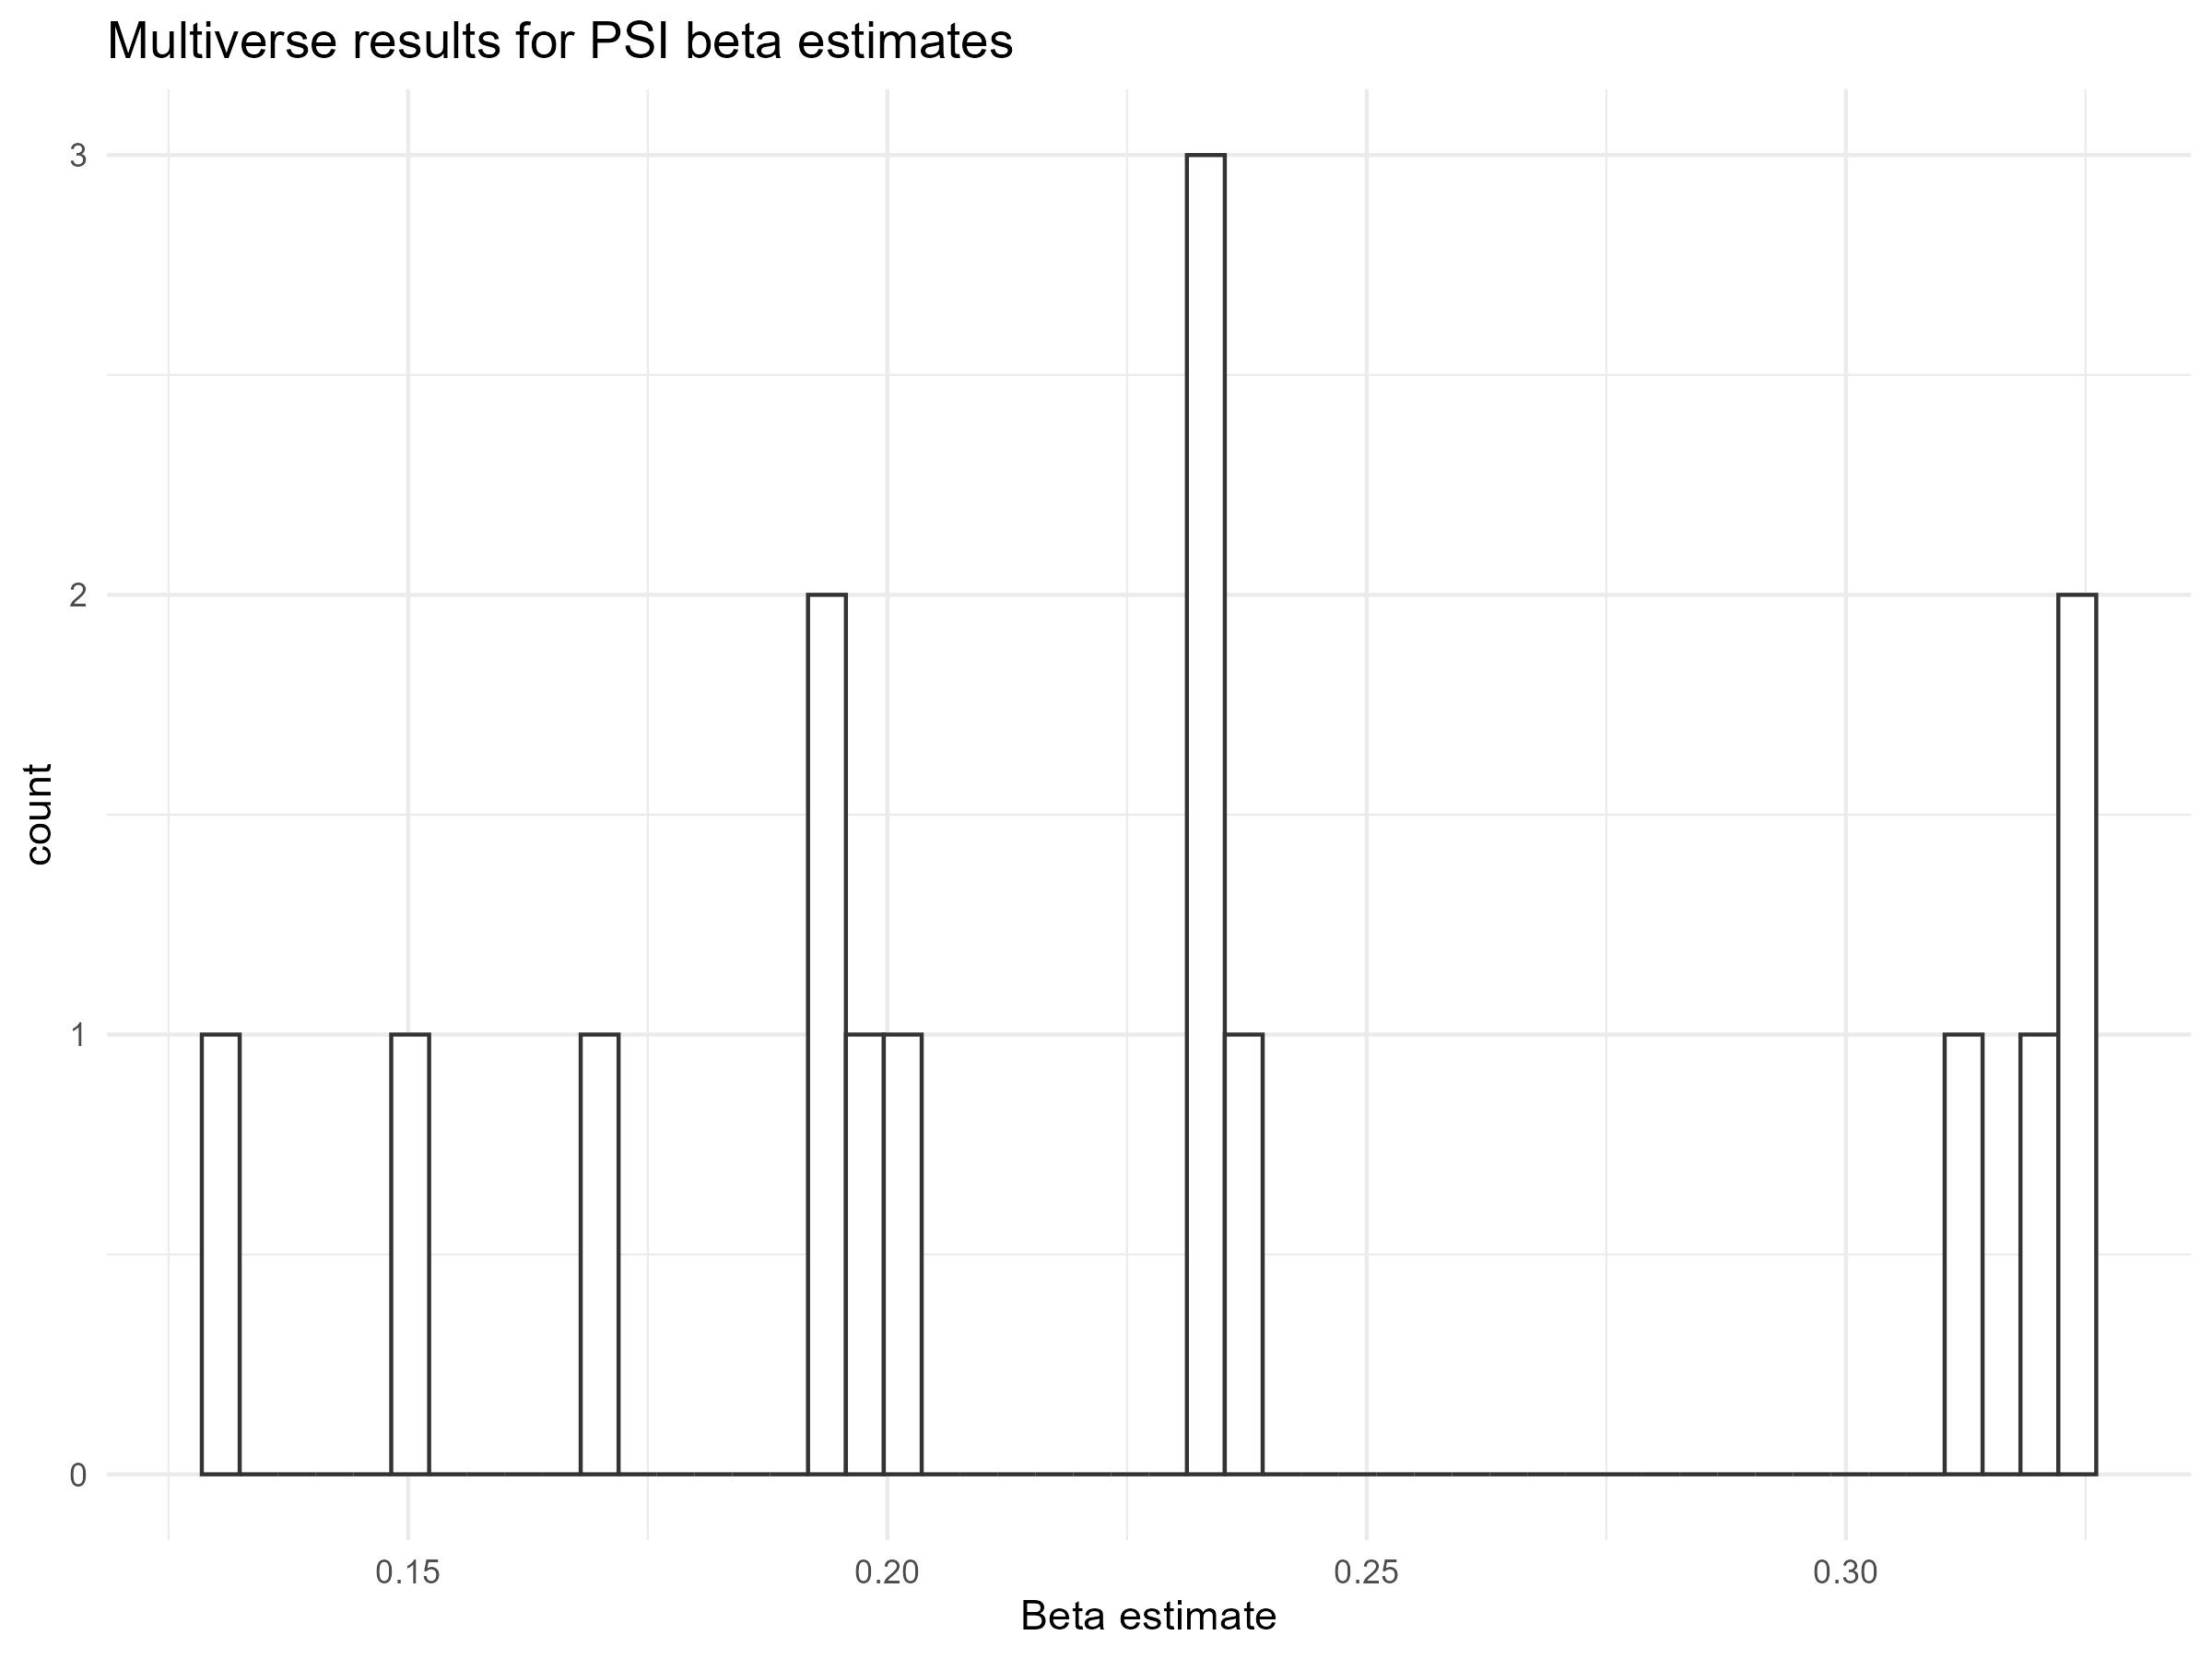 Multiverse results for PSI beta estimates
3
2
1
0
count
0.15 0.20 0.25 0.30
Beta estimate